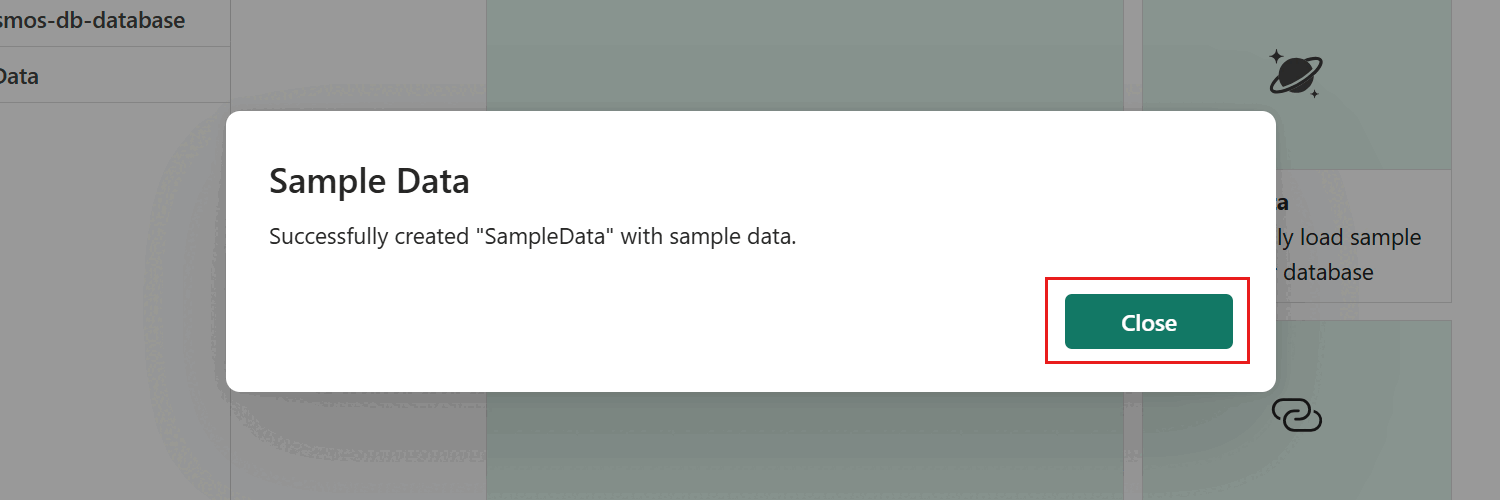 smos-db-database
Data
Sample Data
Successfully created "SampleData" with sample data.
Close
a
ly load sample
database